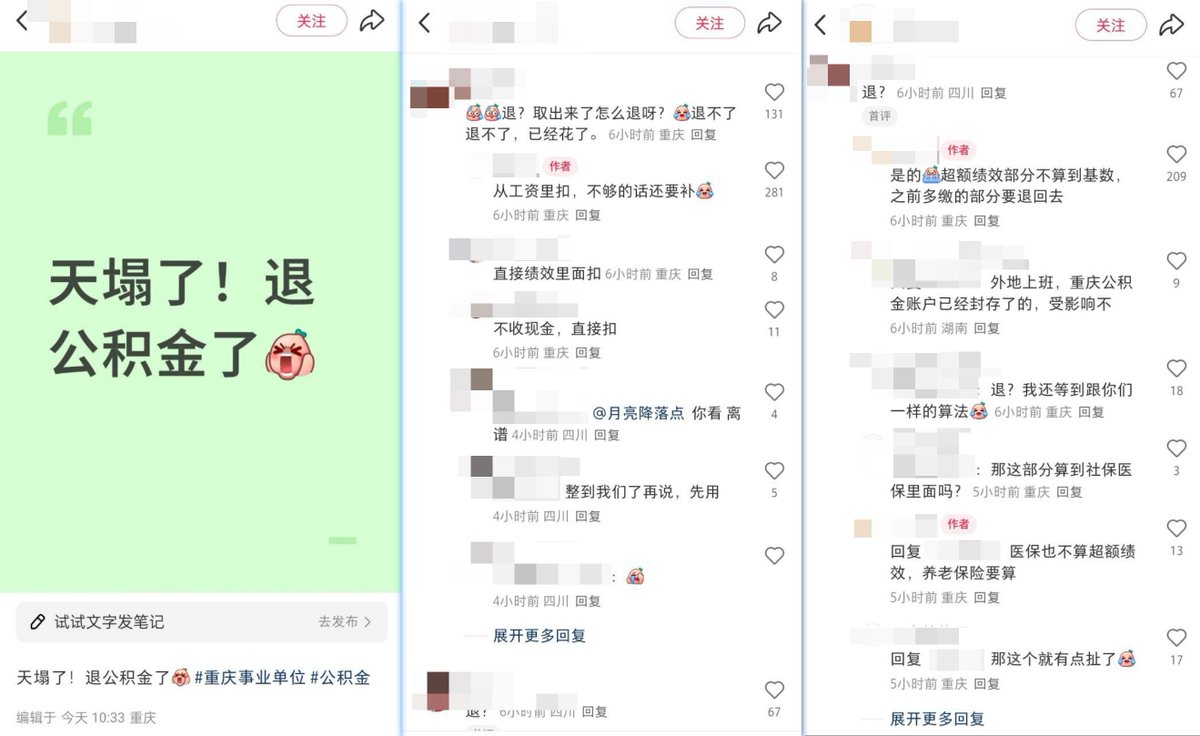 关注
天塌了！退
公积金了
试试文字发笔记
去发布
天塌了！退公积金了 #重庆事业单位 #公积金
编辑于 今天 10:33 重庆
关注
退？取出来了怎么退呀？退不了
退不了，已经花了。 6小时前 重庆 回复
131
作者
从工资里扣，不够的话还要补
281
6小时前 重庆 回复
直接绩效里面扣 6小时前 重庆 回复
8
不收现金，直接扣
11
6小时前 重庆 回复
@月亮降落点 你看 离
谱 4小时前 四川 回复
4
整到我们了再说，先用
5
4小时前 四川 回复
：
4小时前 四川 回复
展开更多回复
退？ 6小时前 四川 回复
67
关注
退？ 6小时前 四川 回复
67
首评
作者
是的超额绩效部分不算到基数，
之前多缴的部分要退回去
209
6小时前 重庆 回复
外地上班，重庆公积
金账户已经封存了的，受影响不
9
6小时前 湖南 回复
：退？我还等到跟你们
一样的算法 6小时前 重庆 回复
18
：那这部分算到社保医
保里面吗？ 5小时前 重庆 回复
3
作者
回复 医保也不算超额绩
效，养老保险要算
13
5小时前 重庆 回复
回复 那这个就有点扯了
17
5小时前 重庆 回复
展开更多回复